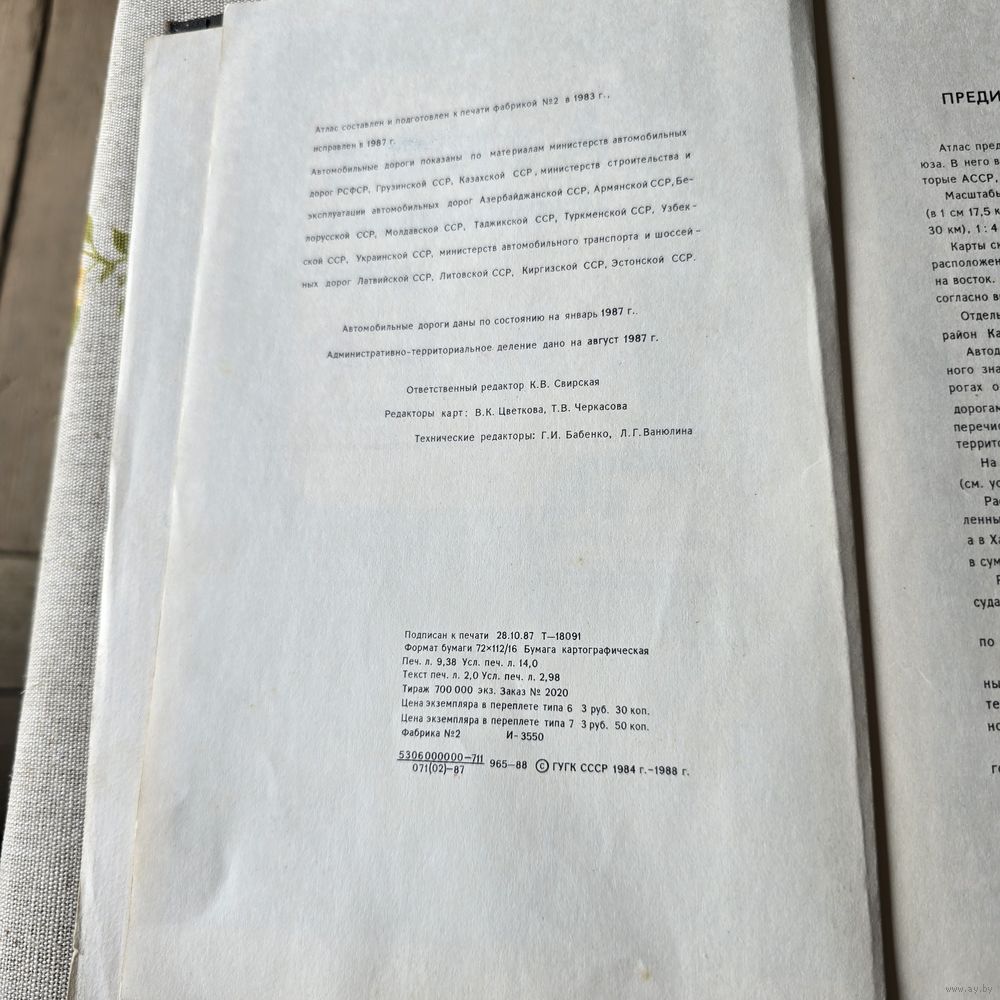 Атлас составлен и подготовлен к печати фабрикой №2 в 1983 г.,
исправлен в 1987 г.
Автомобильные дороги показаны по материалам министерств автомобильных
дорог РСФСР, Грузинской ССР, Казахской ССР, министерств строительства и
эксплуатации автомобильных дорог Азербайджанской ССР, Армянской ССР, Бе-
лорусской ССР, Молдавской ССР, Таджикской ССР, Туркменской ССР, Узбек-
ской ССР, Украинской ССР, министерств автомобильного транспорта и шоссей-
ных дорог Латвийской ССР, Литовской ССР, Киргизской ССР, Эстонской ССР.
Автомобильные дороги даны по состоянию на январь 1987 г..
Административно-территориальное деление дано на август 1987 г.
Ответственный редактор К.В. Свирская
Редакторы карт: В.К. Цветкова, Т.В. Черкасова
Технические редакторы: Г.И. Бабенко, Л.Г. Ванюлина
Подписан к печати 28.10.87 Т—18091
Формат бумаги 72×112/16 Бумага картографическая
Печ. л. 9,38 Усл. печ. л. 14,0
Текст печ. л. 2,0 Усл. печ. л. 2,98
Тираж 700 000 экз. Заказ № 2020
Цена экземпляра в переплете типа 6 3 руб. 30 коп.
Цена экземпляра в переплете типа 7 3 руб. 50 коп.
Фабрика №2 И-3550
5306000000-711
071(02)-87
965-88 © ГУГК СССР 1984 г.-1988 г.
ПРЕДИ
Атлас пред
юза. В него в
торые АССР,
Масштабы
(в 1 см 17,5 к
30 км), 1 : 4
Карты ск
расположен
на восток.
согласно в
Отдель
район Ка
Автод
ного зна
рогах о
дорогам
перечис
территс
На
(см. ус
Рас
ленны
а в Ха
в сум
суда
по
ны
те
нс
го
www.ay.by